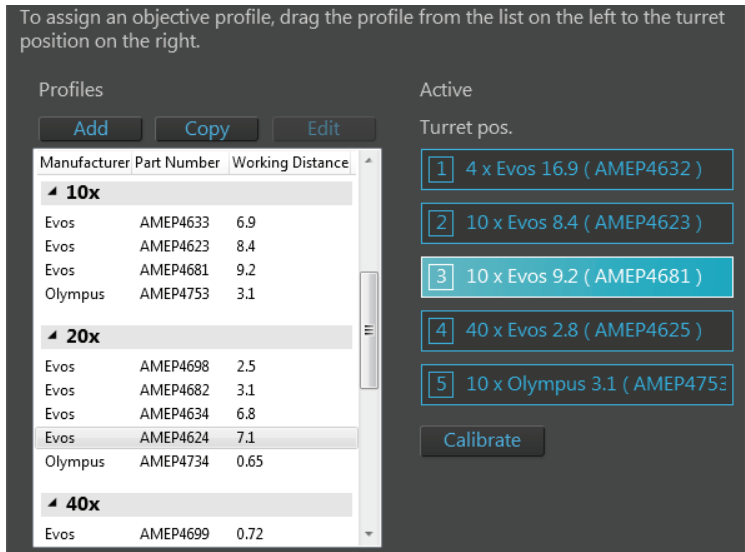 To assign an objective profile, drag the profile from the list on the left to the turret
position on the right.
Profiles
Add Copy Edit
Manufacturer Part Number Working Distance
10x
Evos AMEP4633 6.9
Evos AMEP4623 8.4
Evos AMEP4681 9.2
Olympus AMEP4753 3.1
20x
Evos AMEP4698 2.5
Evos AMEP4682 3.1
Evos AMEP4634 6.8
Evos AMEP4624 7.1
Olympus AMEP4734 0.65
40x
Evos AMEP4699 0.72
Active
Turret pos.
1 4 x Evos 16.9 ( AMEP4632 )
2 10 x Evos 8.4 ( AMEP4623 )
3 10 x Evos 9.2 ( AMEP4681 )
4 40 x Evos 2.8 ( AMEP4625 )
5 10 x Olympus 3.1 ( AMEP4753
Calibrate